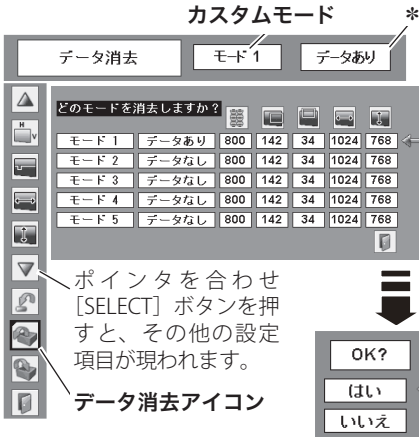 カスタムモード
*
データ消去 モード 1 データあり
H
V
どのモードを消去しますか?
モード 1 データあり 800 142 34 1024 768
モード 2 データなし 800 142 34 1024 768
モード 3 データなし 800 142 34 1024 768
モード 4 データなし 800 142 34 1024 768
モード 5 データなし 800 142 34 1024 768
ポインタを合わせ
[SELECT] ボタンを押
すと、その他の設定
項目が現われます。
データ消去アイコン
OK?
はい
いいえ